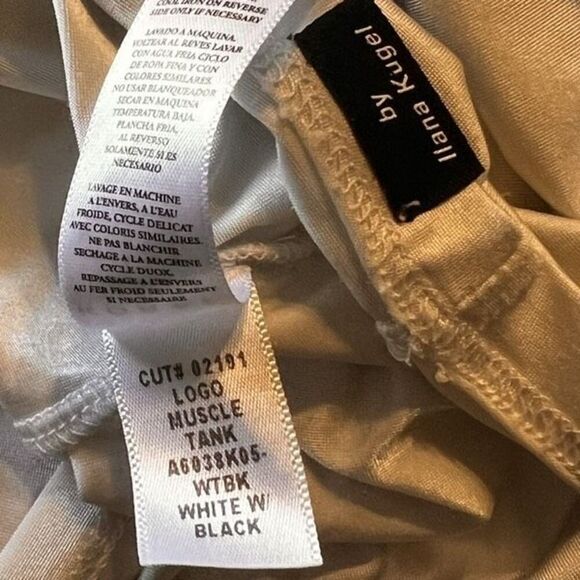 COOL IRON ON REVERSE
SIDE ONLY IF NECESSARY
LAVADO A MAQUINA.
VOLTEAR AL REVES LAVAR
CON AGUA FRIA CICLO
DE ROPA FINA Y CON
COLORES SIMILARES.
NO USAR BLANQUEADOR
SECAR EN MAQUINA
TEMPERATURA BAJA.
PLANCHA FRIA,
AL REVERSO
SOLAMENTE SI ES
NECESARIO
LAVAGE EN MACHINE
A L'ENVERS, A L'EAU
FROIDE, CYCLE DELICAT
AVEC COLORIS SIMILAIRES.
NE PAS BLANCHIR
SECHAGE A LA MACHINE
CYCLE DUOX.
REPASSAGE A L'ENVERS
AU FER FROID SEULEMENT
SI NECESSAIRE
CUT# 02191
LOGO
MUSCLE
TANK
A6038K05-
WTBK
WHITE W/
BLACK
by
Ilana Kugel